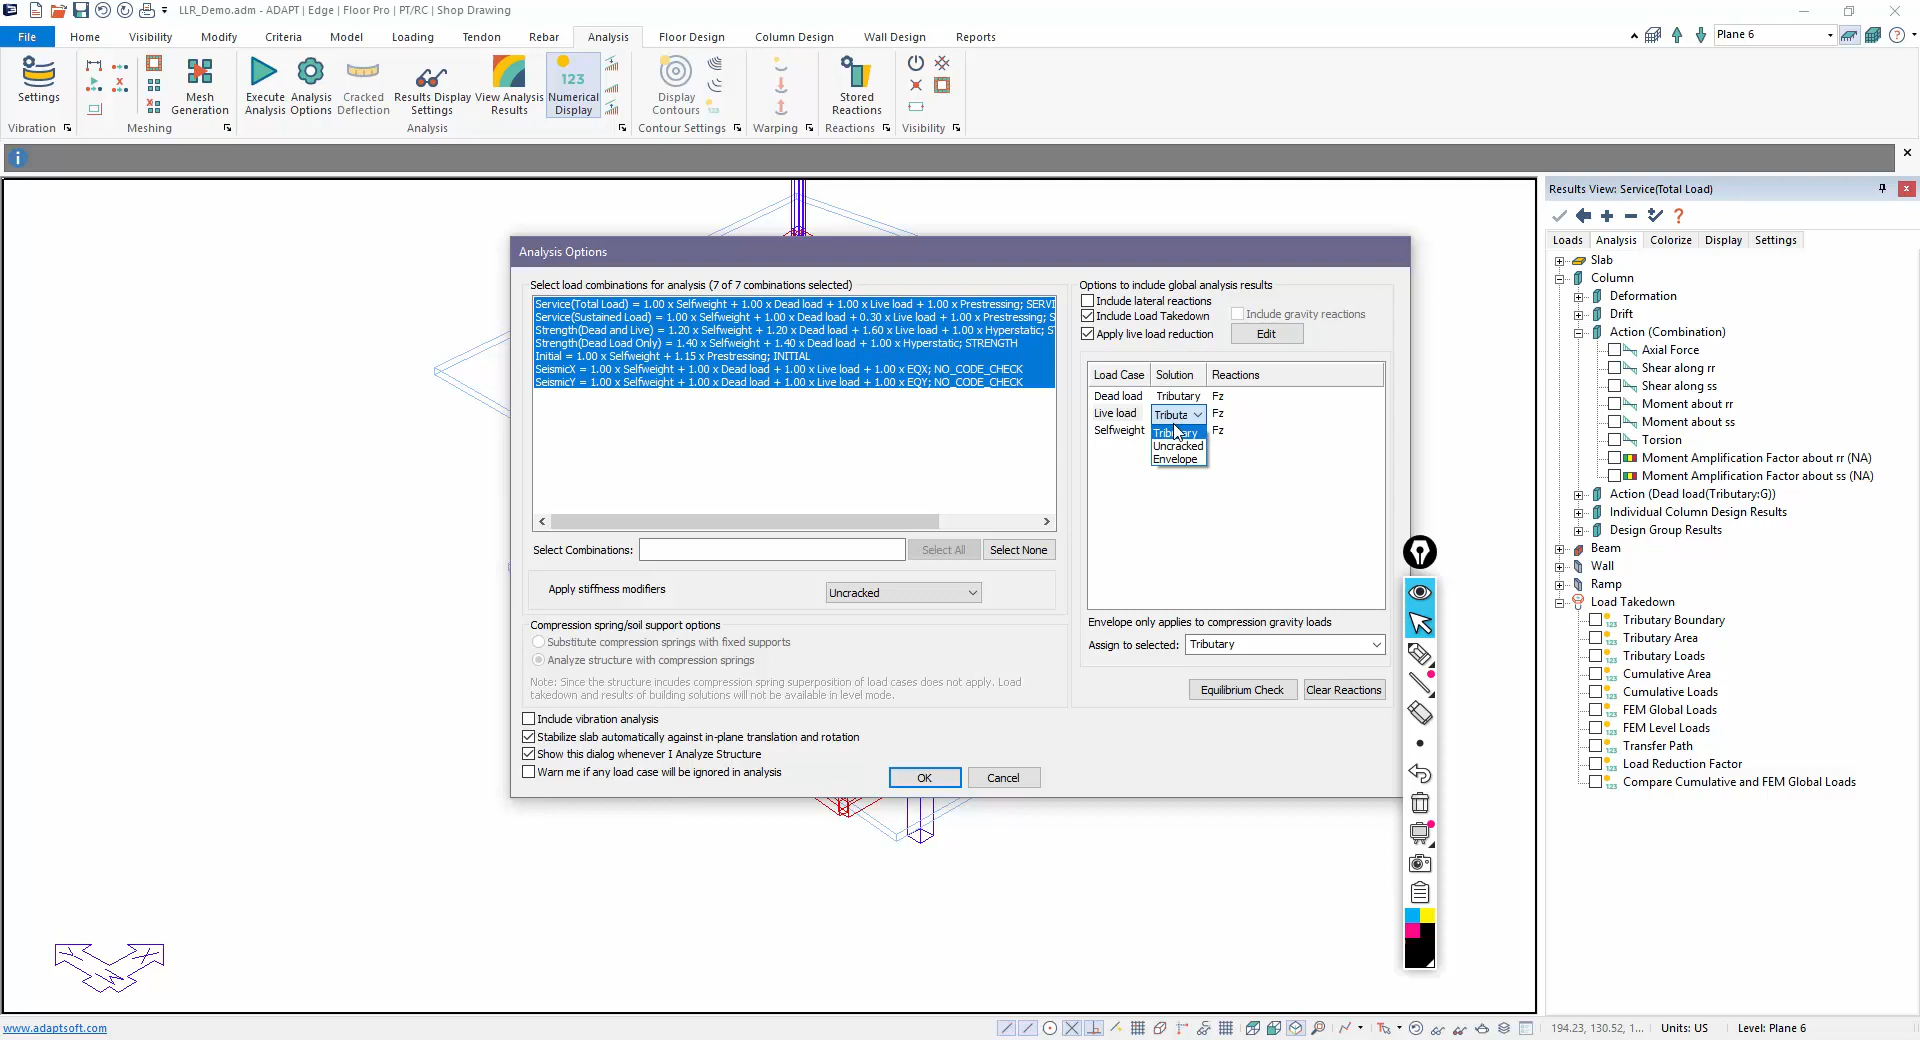 LLR_Demo.adm - ADAPT | Edge | Floor Pro | PT/RC | Shop Drawing
File Home Visibility Modify Criteria Model Loading Tendon Rebar Analysis Floor Design Column Design Wall Design Reports
Plane 6
Settings
Mesh Generation
Execute Analysis
Analysis Options
Cracked Deflection
Results Display Settings
View Analysis Results
123
Numerical Display
Display Contours
Stored Reactions
Vibration Meshing Analysis Contour Settings Warping Reactions Visibility
Analysis Options
Select load combinations for analysis (7 of 7 combinations selected)
Service(Total Load) = 1.00 x Selfweight + 1.00 x Dead load + 1.00 x Live load + 1.00 x Prestressing; SERVI
Service(Sustained Load) = 1.00 x Selfweight + 1.00 x Dead load + 0.30 x Live load + 1.00 x Prestressing; S
Strength(Dead and Live) = 1.20 x Selfweight + 1.20 x Dead load + 1.60 x Live load + 1.00 x Hyperstatic; ST
Strength(Dead Load Only) = 1.40 x Selfweight + 1.40 x Dead load + 1.00 x Hyperstatic; STRENGTH
Initial = 1.00 x Selfweight + 1.15 x Prestressing; INITIAL
SeismicX = 1.00 x Selfweight + 1.00 x Dead load + 1.00 x Live load + 1.00 x EQX; NO_CODE_CHECK
SeismicY = 1.00 x Selfweight + 1.00 x Dead load + 1.00 x Live load + 1.00 x EQY; NO_CODE_CHECK
Select Combinations: Select All Select None
Apply stiffness modifiers Uncracked
Compression spring/soil support options
Substitute compression springs with fixed supports
Analyze structure with compression springs
Note: Since the structure incudes compression spring superposition of load cases does not apply. Load
takedown and results of building solutions will not be available in level mode.
Include vibration analysis
Stabilize slab automatically against in-plane translation and rotation
Show this dialog whenever I Analyze Structure
Warn me if any load case will be ignored in analysis
OK Cancel
Options to include global analysis results
Include lateral reactions
Include Load Takedown Include gravity reactions
Apply live load reduction Edit
Load Case Solution Reactions
Dead load Tributary Fz
Live load Tributa Fz
Selfweight Tributary Fz
Uncracked
Envelope
Envelope only applies to compression gravity loads
Assign to selected: Tributary
Equilibrium Check Clear Reactions
Results View: Service(Total Load)
Loads Analysis Colorize Display Settings
Slab
Column
Deformation
Drift
Action (Combination)
Axial Force
Shear along rr
Shear along ss
Moment about rr
Moment about ss
Torsion
Moment Amplification Factor about rr (NA)
Moment Amplification Factor about ss (NA)
Action (Dead load(Tributary:G))
Individual Column Design Results
Design Group Results
Beam
Wall
Ramp
Load Takedown
123 Tributary Boundary
123 Tributary Area
123 Tributary Loads
123 Cumulative Area
123 Cumulative Loads
123 FEM Global Loads
123 FEM Level Loads
123 Transfer Path
123 Load Reduction Factor
123 Compare Cumulative and FEM Global Loads
www.adaptsoft.com
194.23, 130.52, 1... Units: US Level: Plane 6